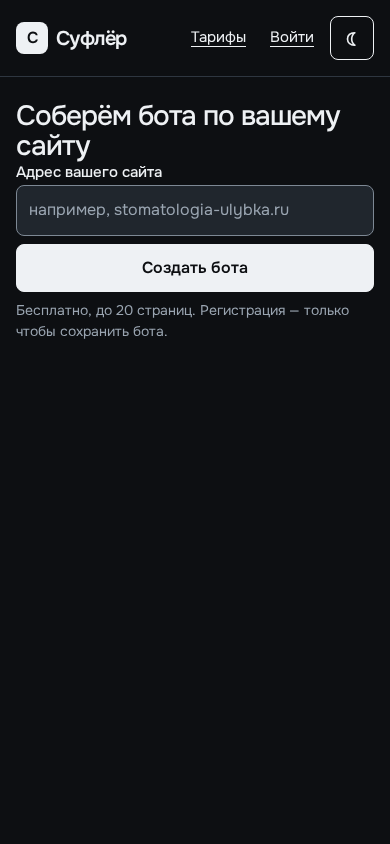 С Суфлёр Тарифы Войти
Соберём бота по вашему
сайту
Адрес вашего сайта
например, stomatologia-ulybka.ru
Создать бота
Бесплатно, до 20 страниц. Регистрация — только
чтобы сохранить бота.